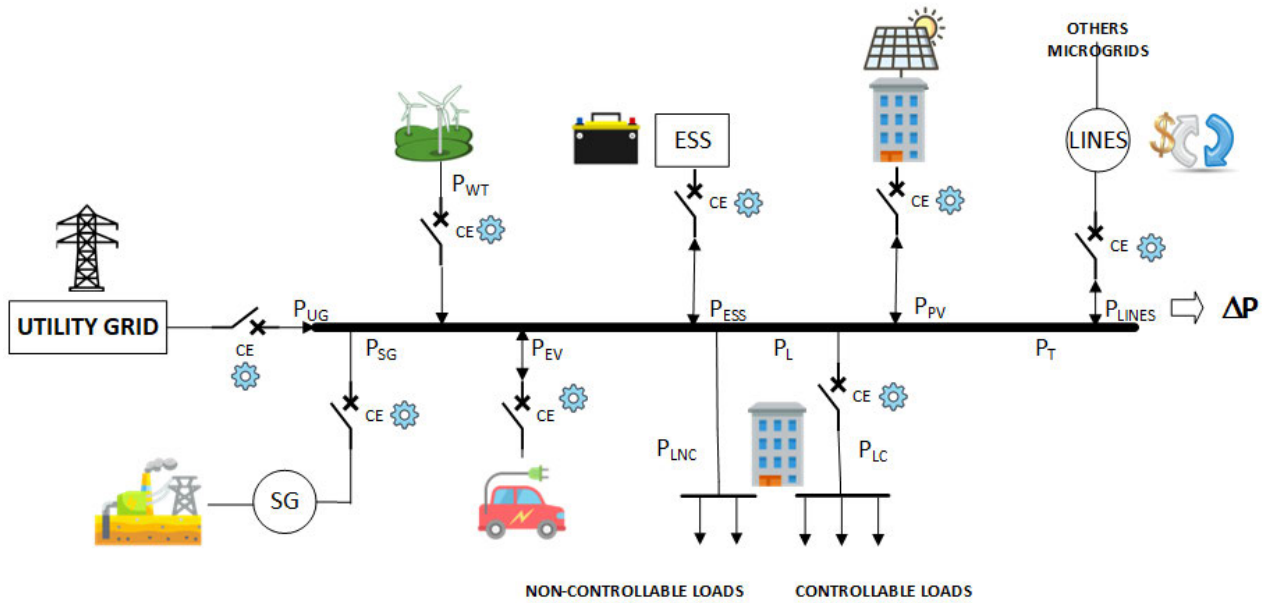 OTHERS
MICROGRIDS
ESS
LINES
$
P_WT
CE
CE
CE
CE
UTILITY GRID
P_UG
CE
P_ESS
P_PV
P_LINES
ΔP
P_SG
P_EV
P_L
P_T
CE
CE
CE
P_LNC
P_LC
SG
NON-CONTROLLABLE LOADS
CONTROLLABLE LOADS